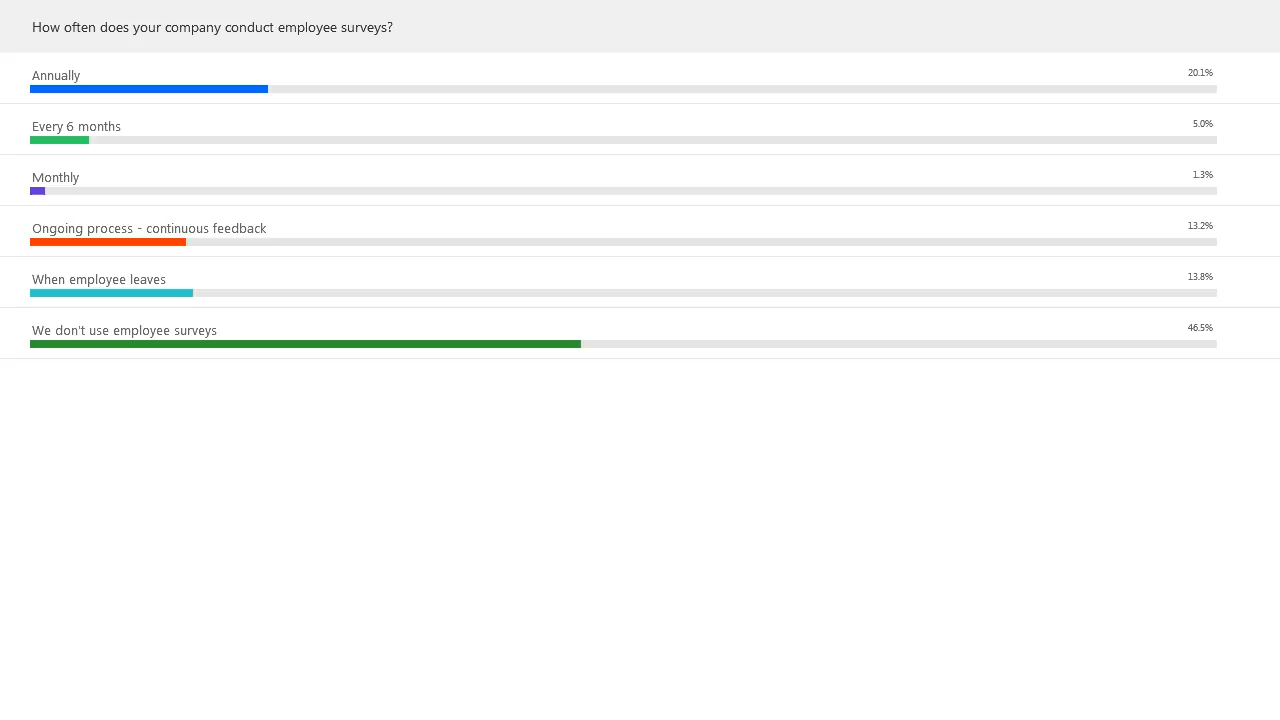 How often does your company conduct employee surveys?
Annually
20.1%
Every 6 months
5.0%
Monthly
1.3%
Ongoing process - continuous feedback
13.2%
When employee leaves
13.8%
We don't use employee surveys
46.5%